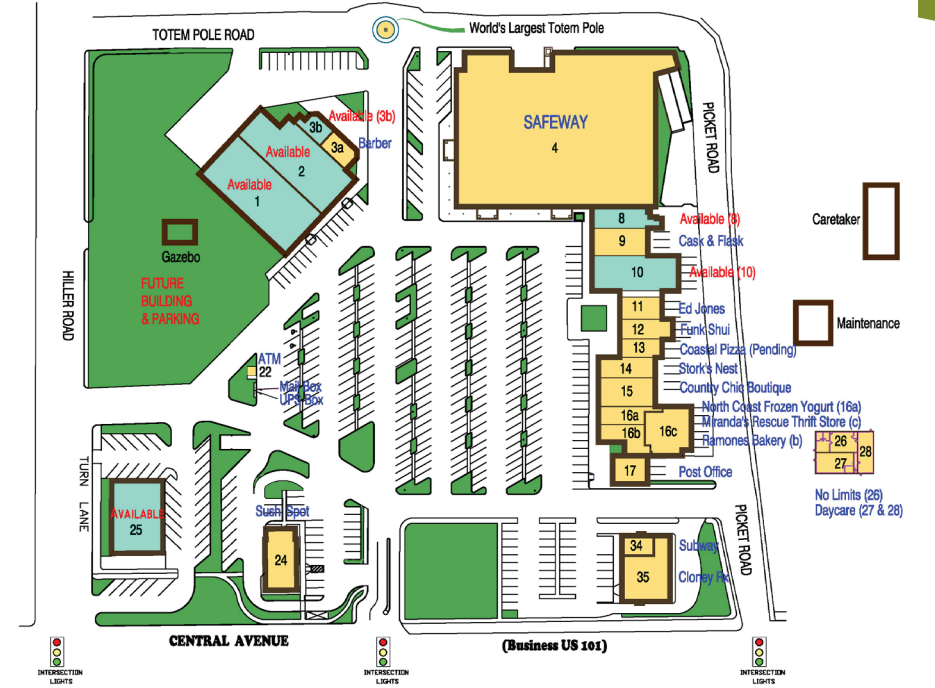 TOTEM POLE ROAD
World's Largest Totem Pole
SAFEWAY
4
PICKET ROAD
Available (3b)
3b
3a
Barber
Available
2
Available
1
Gazebo
FUTURE
BUILDING
& PARKING
HILLER ROAD
8
Available (8)
9
Cask & Flask
10
Available (10)
11
Ed Jones
12
Funk Shui
13
Coastal Pizza (Pending)
14
Stork's Nest
15
Country Chic Boutique
16a
North Coast Frozen Yogurt (16a)
16c
Miranda's Rescue Thrift Store (c)
16b
Ramones Bakery (b)
17
Post Office
Caretaker
Maintenance
26
27
28
No Limits (26)
Daycare (27 & 28)
ATM
22
Mail Box
UPS Box
TURN LANE
AVAILABLE
25
Sushi Spot
24
34
Subway
35
Cloney Rx
PICKET ROAD
CENTRAL AVENUE
(Business US 101)
INTERSECTION
LIGHTS
INTERSECTION
LIGHTS
INTERSECTION
LIGHTS